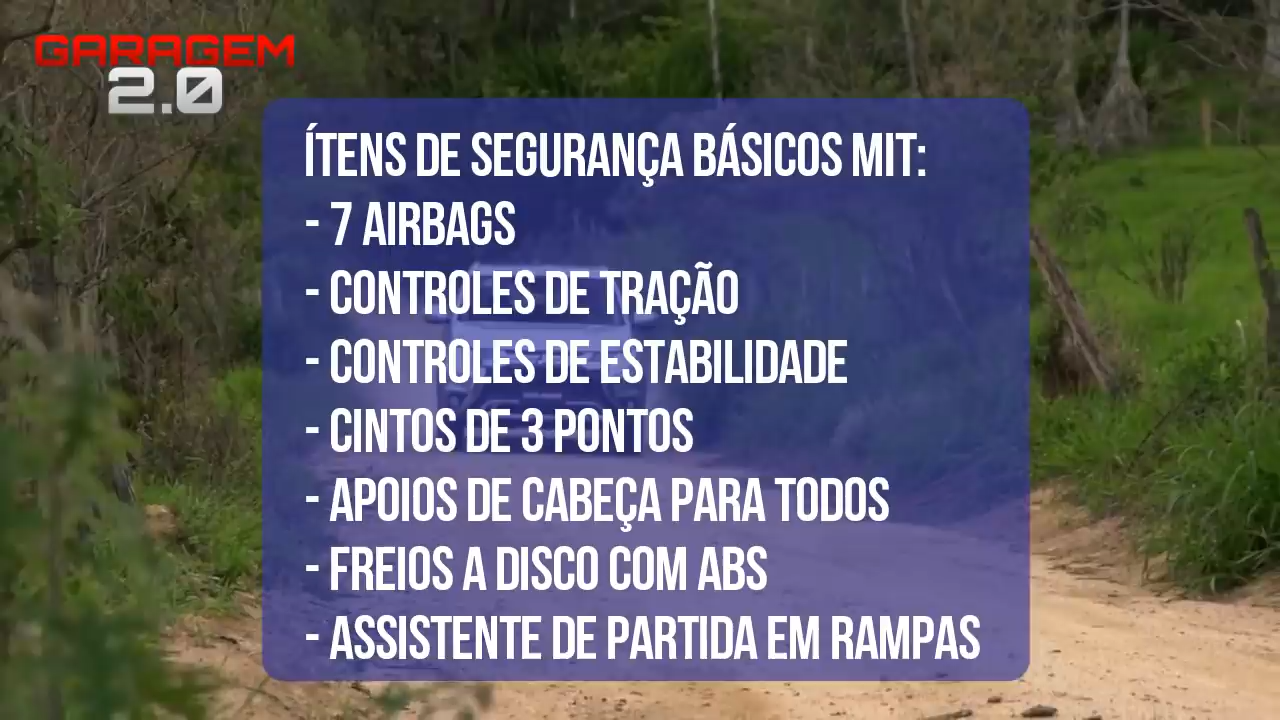 GARAGEM
2.0
ÍTENS DE SEGURANÇA BÁSICOS MIT:
- 7 AIRBAGS
- CONTROLES DE TRAÇÃO
- CONTROLES DE ESTABILIDADE
- CINTOS DE 3 PONTOS
- APOIOS DE CABEÇA PARA TODOS
- FREIOS A DISCO COM ABS
- ASSISTENTE DE PARTIDA EM RAMPAS